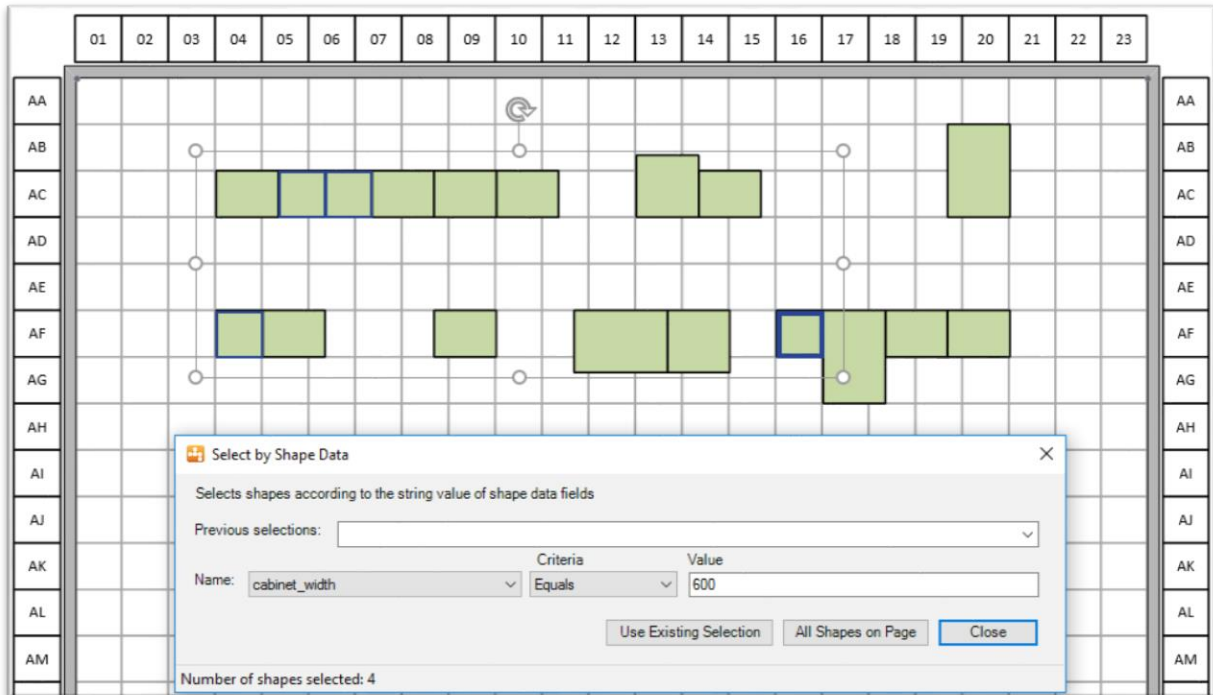 01 02 03 04 05 06 07 08 09 10 11 12 13 14 15 16 17 18 19 20 21 22 23
AA AA
AB AB
AC AC
AD AD
AE AE
AF AF
AG AG
AH AH
Select by Shape Data
AI AI
Selects shapes according to the string value of shape data fields
AJ AJ
Previous selections:
Criteria Value
AK AK
Name: cabinet_width Equals 600
AL AL
Use Existing Selection All Shapes on Page Close
AM AM
Number of shapes selected: 4